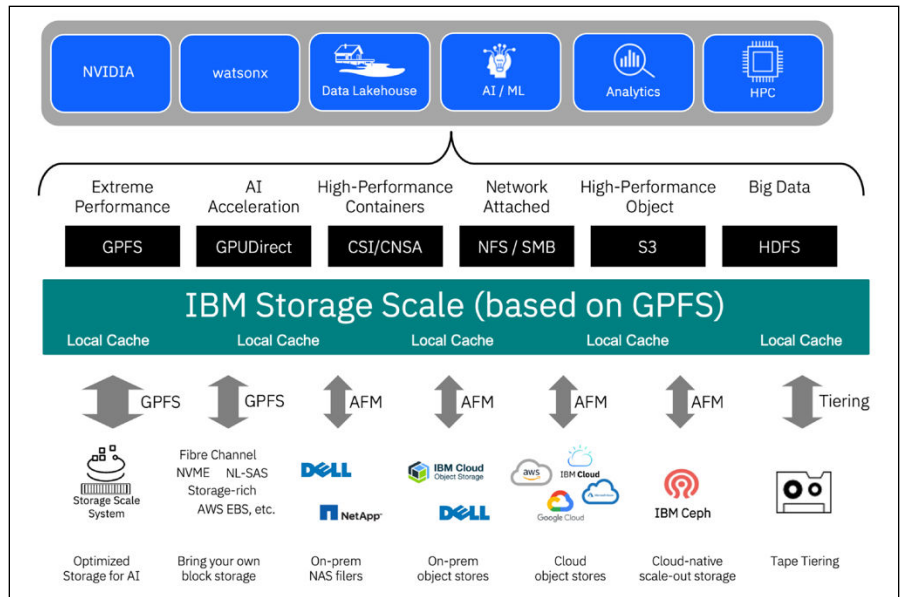 NVIDIA
watsonx
Data Lakehouse
AI / ML
Analytics
HPC
Extreme
Performance
AI
Acceleration
High-Performance
Containers
Network
Attached
High-Performance
Object
Big Data
GPFS
GPUDirect
CSI/CNSA
NFS / SMB
S3
HDFS
IBM Storage Scale (based on GPFS)
Local Cache
Local Cache
Local Cache
Local Cache
Local Cache
GPFS
GPFS
AFM
AFM
AFM
AFM
Tiering
Storage Scale
System
Fibre Channel
NVME NL-SAS
Storage-rich
AWS EBS, etc.
DELL
NetApp
IBM Cloud
Object Storage
DELL
aws
IBM Cloud
Google Cloud
IBM Ceph
Optimized
Storage for AI
Bring your own
block storage
On-prem
NAS filers
On-prem
object stores
Cloud
object stores
Cloud-native
scale-out storage
Tape Tiering